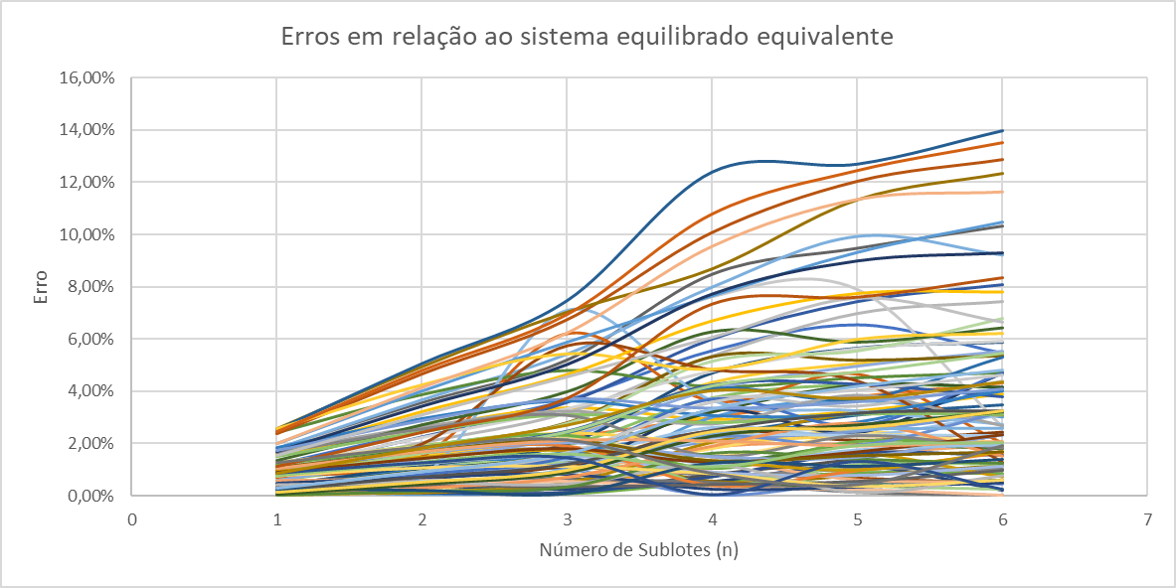 Erros em relação ao sistema equilibrado equivalente
16,00%
14,00%
12,00%
10,00%
8,00%
6,00%
4,00%
2,00%
0,00%
Erro
0 1 2 3 4 5 6 7
Número de Sublotes (n)